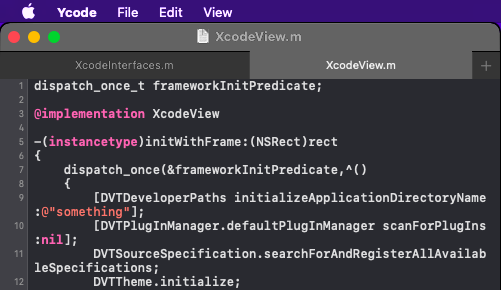 Ycode File Edit View
XcodeView.m
XcodeInterfaces.m XcodeView.m +
1 dispatch_once_t frameworkInitPredicate;
2
3 @implementation XcodeView
4
5 -(instancetype)initWithFrame:(NSRect)rect
6 {
7 dispatch_once(&frameworkInitPredicate,^()
8 {
9 [DVTDeveloperPaths initializeApplicationDirectoryName
:@"something"];
10 [DVTPlugInManager.defaultPlugInManager scanForPlugIns
:nil];
11 DVTSourceSpecification.searchForAndRegisterAllAvailab
leSpecifications;
12 DVTTheme.initialize;